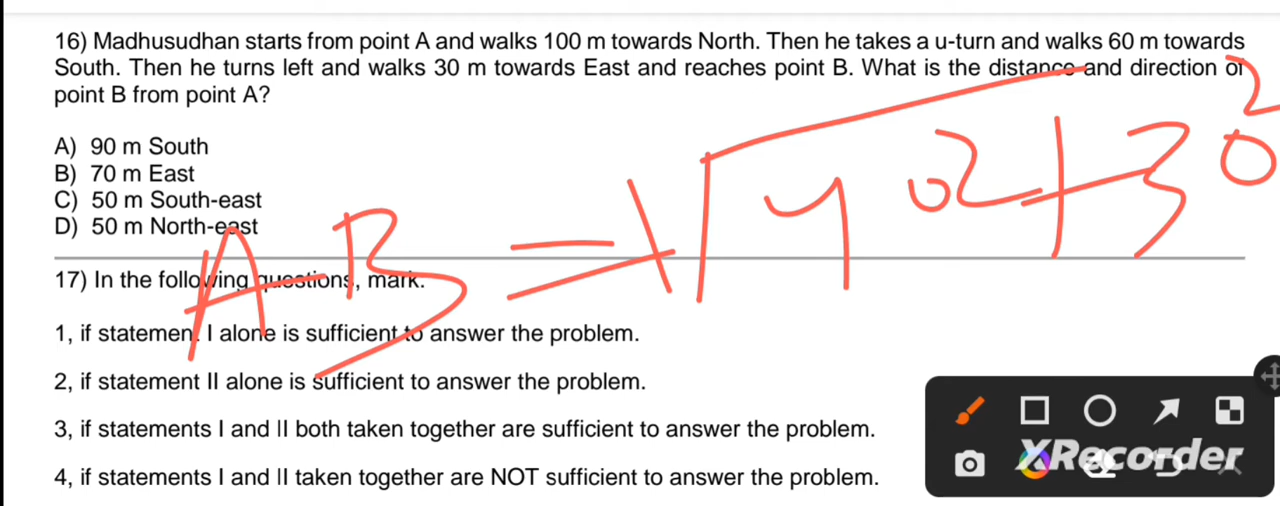 16) Madhusudhan starts from point A and walks 100 m towards North. Then he takes a u-turn and walks 60 m towards
South. Then he turns left and walks 30 m towards East and reaches point B. What is the distance and direction of
point B from point A?
A) 90 m South
B) 70 m East
C) 50 m South-east
D) 50 m North-east
AB = √40²+30²
17) In the following questions, mark.
1, if statement I alone is sufficient to answer the problem.
2, if statement II alone is sufficient to answer the problem.
3, if statements I and II both taken together are sufficient to answer the problem.
4, if statements I and II taken together are NOT sufficient to answer the problem.
XRecorder